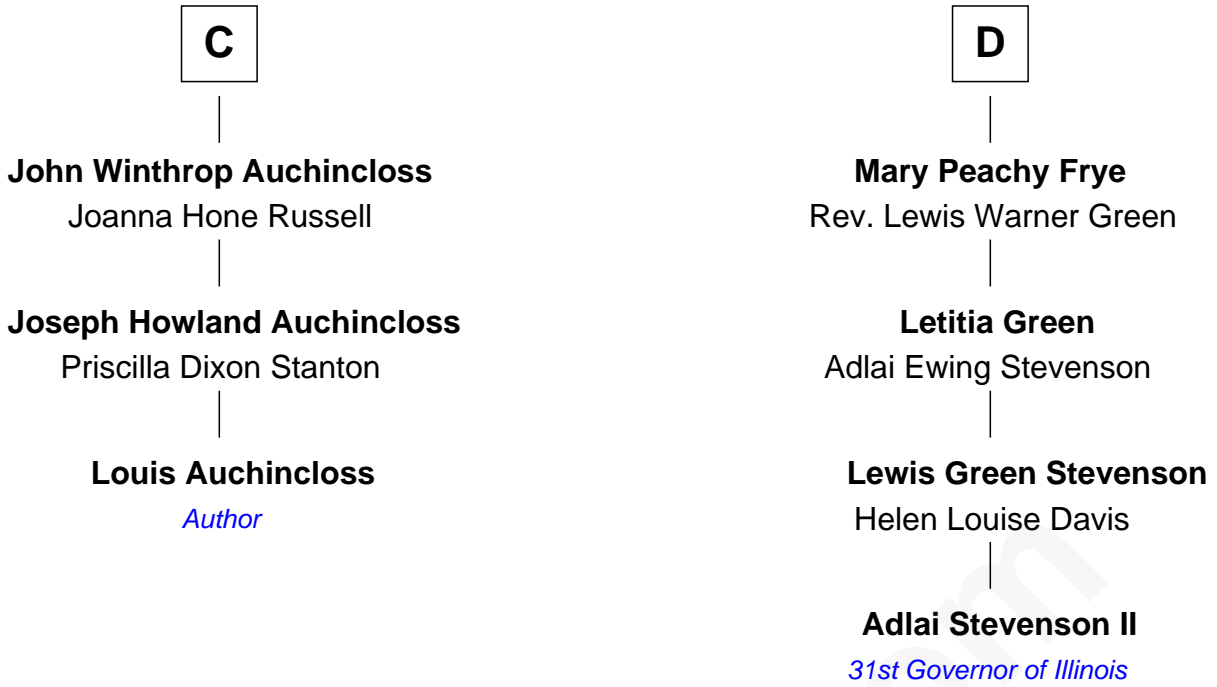 C
John Winthrop Auchincloss
Joanna Hone Russell
Joseph Howland Auchincloss
Priscilla Dixon Stanton
Louis Auchincloss
Author
D
Mary Peachy Frye
Rev. Lewis Warner Green
Letitia Green
Adlai Ewing Stevenson
Lewis Green Stevenson
Helen Louise Davis
Adlai Stevenson II
31st Governor of Illinois